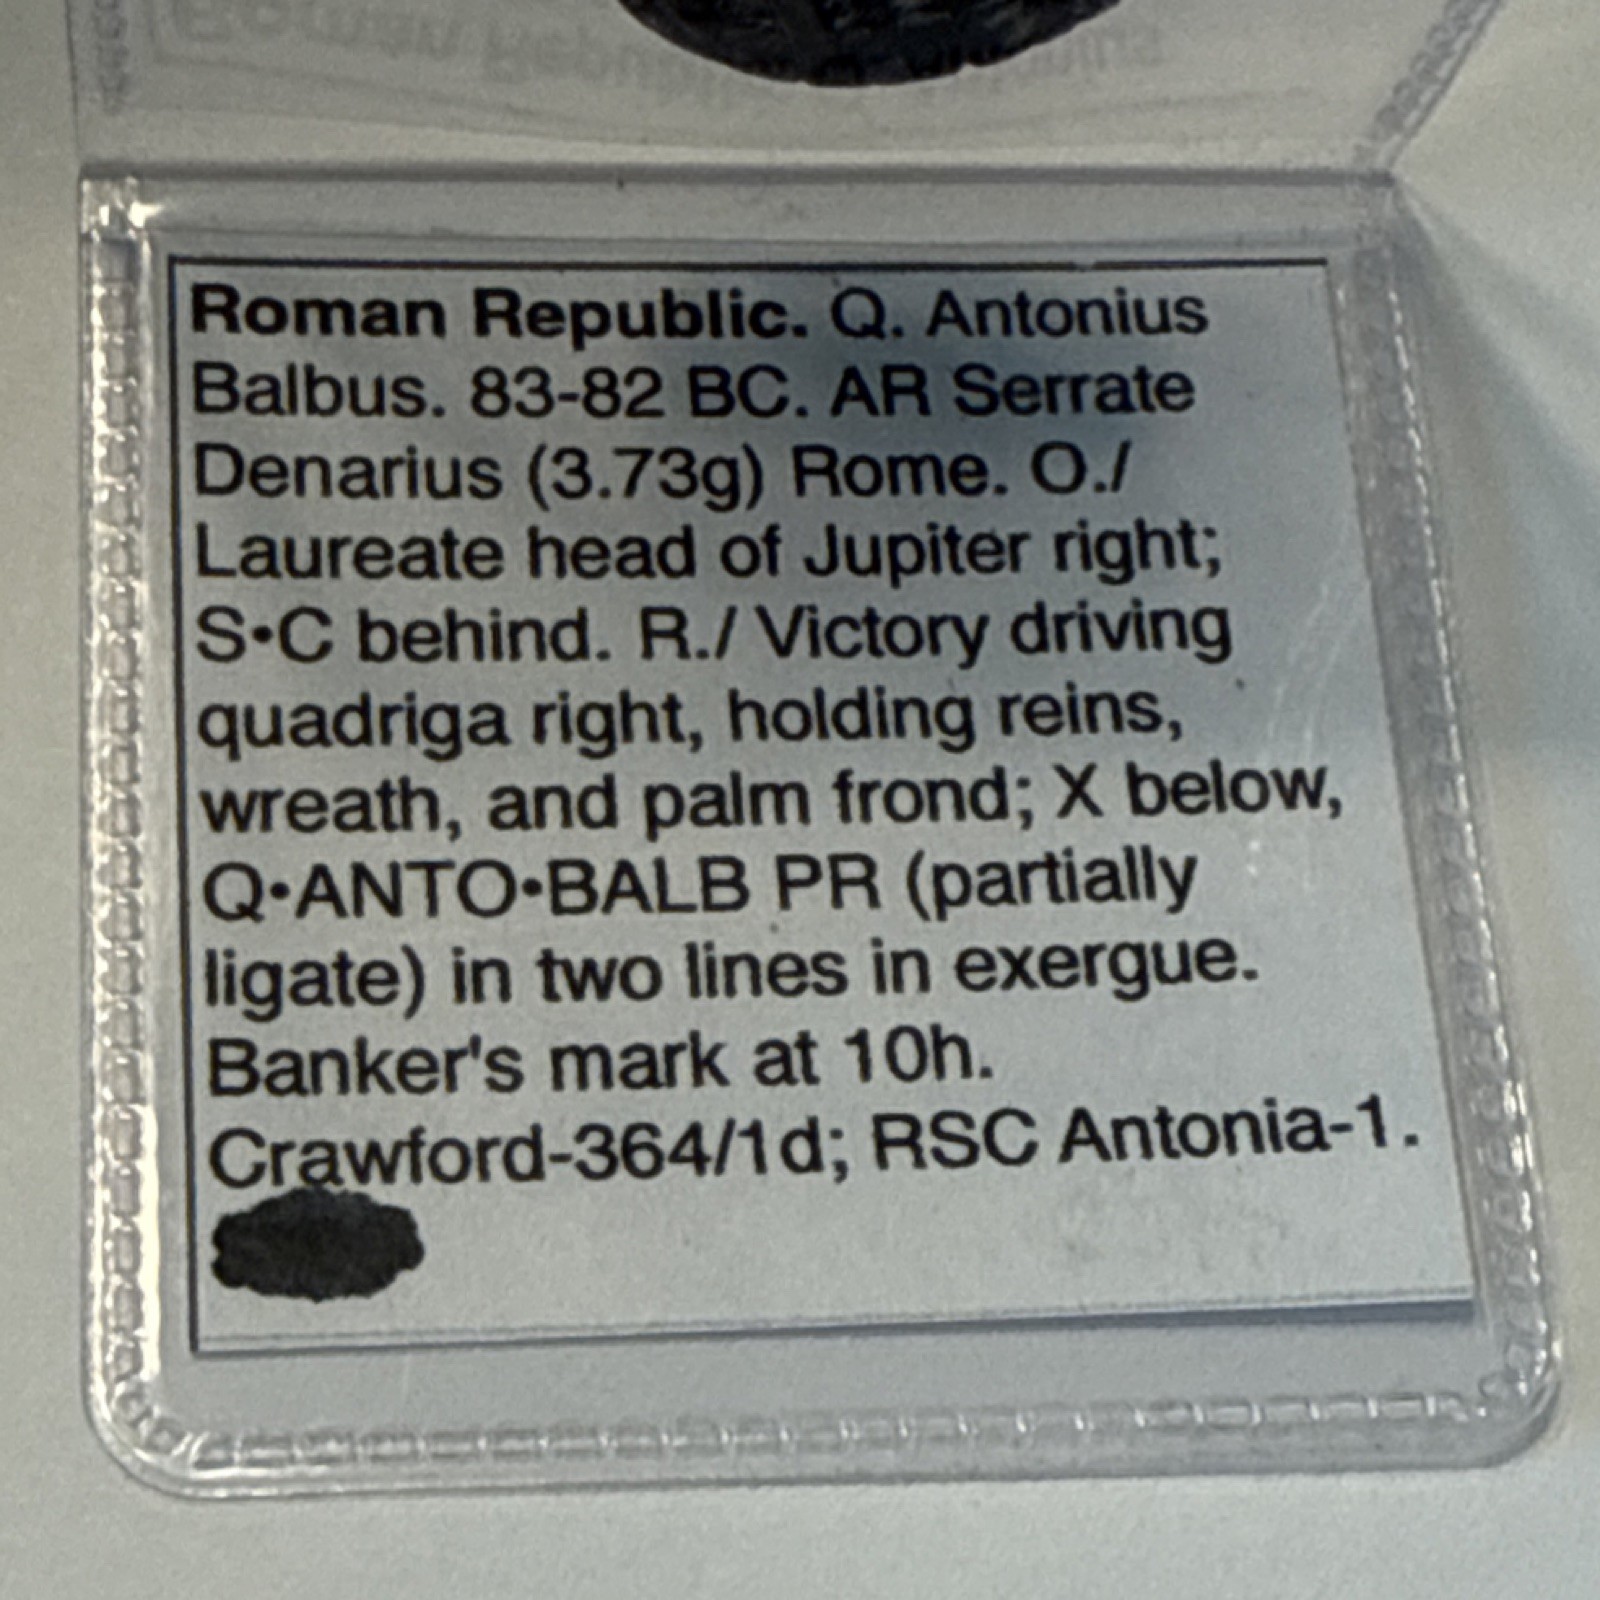 Roman Republic. Q. Antonius
Balbus. 83-82 BC. AR Serrate
Denarius (3.73g) Rome. O./
Laureate head of Jupiter right;
S•C behind. R./ Victory driving
quadriga right, holding reins,
wreath, and palm frond; X below,
Q•ANTO•BALB PR (partially
ligate) in two lines in exergue.
Banker's mark at 10h.
Crawford-364/1d; RSC Antonia-1.